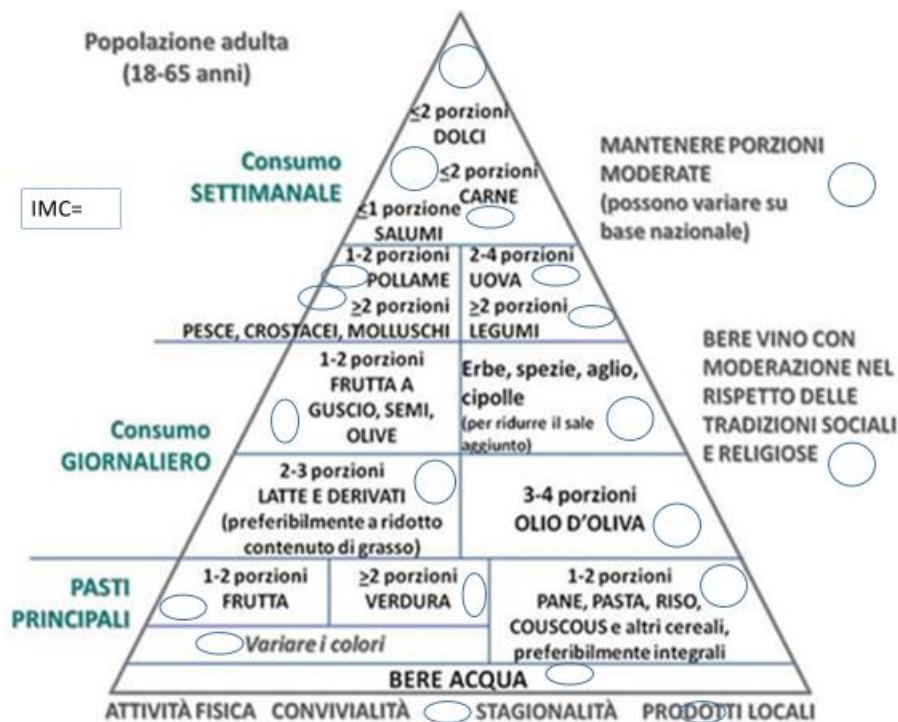 Popolazione adulta
(18-65 anni)
≤2 porzioni
DOLCI
Consumo
SETTIMANALE
≤2 porzioni
CARNE
≤1 porzione
SALUMI
MANTENERE PORZIONI
MODERATE
(possono variare su
base nazionale)
IMC=
1-2 porzioni
POLLAME
2-4 porzioni
UOVA
≥2 porzioni
PESCE, CROSTACEI, MOLLUSCHI
≥2 porzioni
LEGUMI
BERE VINO CON
MODERAZIONE NEL
RISPETTO DELLE
TRADIZIONI SOCIALI
E RELIGIOSE
Consumo
GIORNALIERO
1-2 porzioni
FRUTTA A
GUSCIO, SEMI,
OLIVE
Erbe, spezie, aglio,
cipolle
(per ridurre il sale
aggiunto)
2-3 porzioni
LATTE E DERIVATI
(preferibilmente a ridotto
contenuto di grasso)
3-4 porzioni
OLIO D'OLIVA
PASTI
PRINCIPALI
1-2 porzioni
FRUTTA
≥2 porzioni
VERDURA
1-2 porzioni
PANE, PASTA, RISO,
COUSCOUS e altri cereali,
preferibilmente integrali
Variare i colori
BERE ACQUA
ATTIVITÀ FISICA CONVIVIALITÀ STAGIONALITÀ PRODOTTI LOCALI